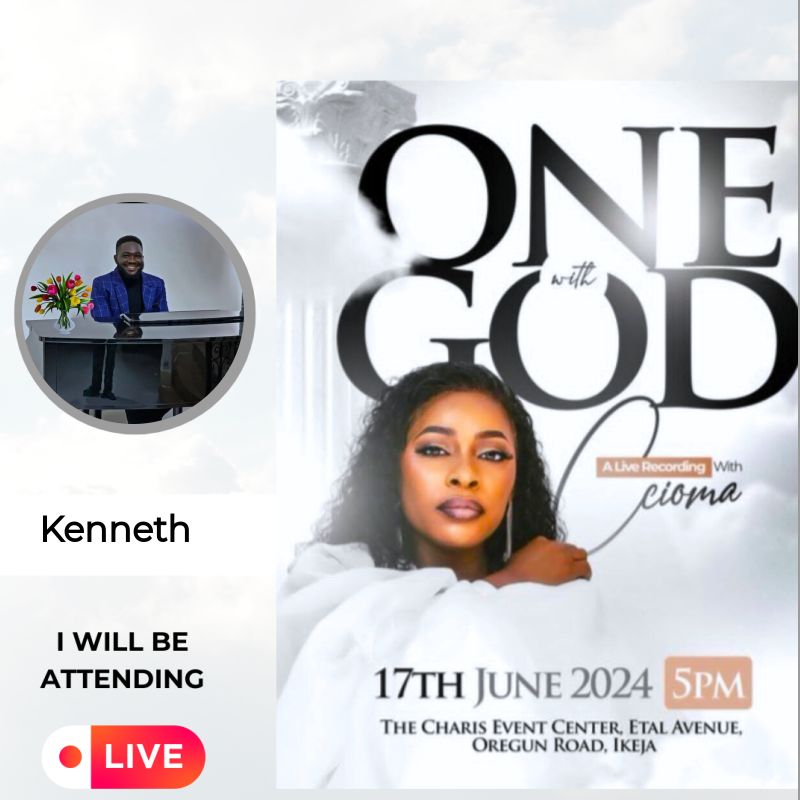 Kenneth
I WILL BE
ATTENDING
LIVE
ONE
with
GOD
A Live Recording With
Ccioma
17TH JUNE 2024 5PM
THE CHARIS EVENT CENTER, ETAL AVENUE,
OREGUN ROAD, IKEJA